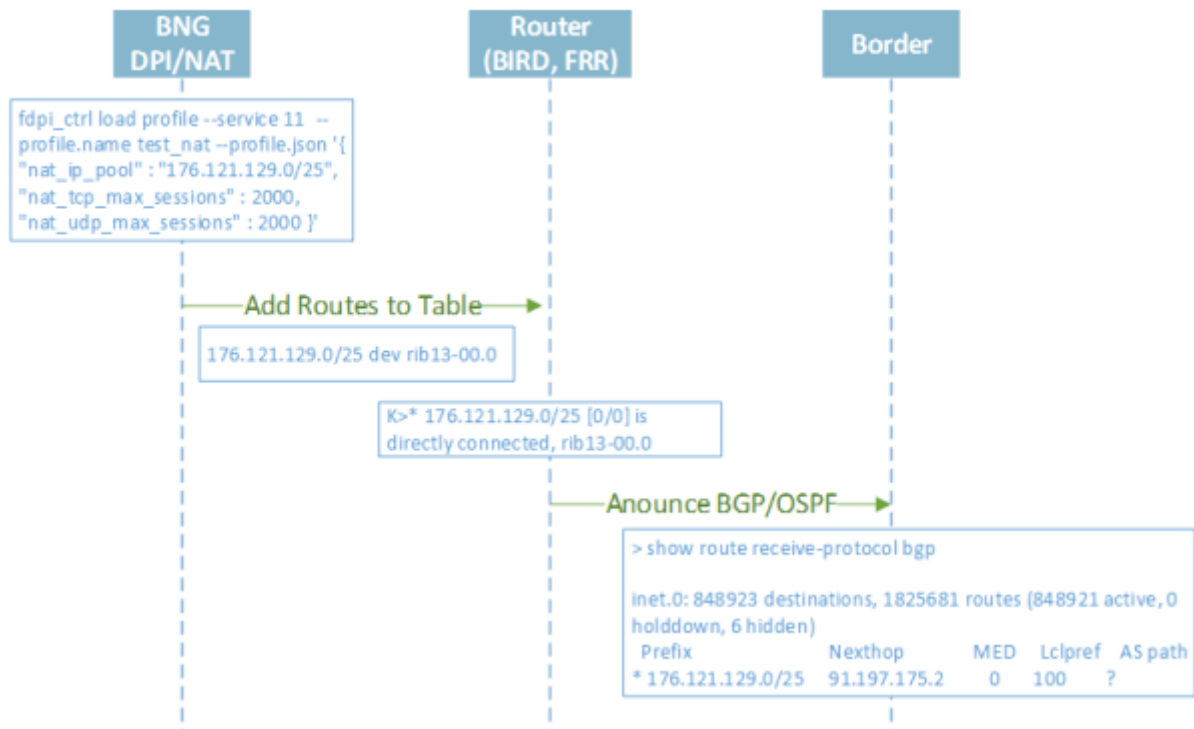 BNG
DPI/NAT
Router
(BIRD, FRR)
Border
fdpi_ctrl load profile --service 11 --
profile.name test_nat --profile.json '{
"nat_ip_pool" : "176.121.129.0/25",
"nat_tcp_max_sessions" : 2000,
"nat_udp_max_sessions" : 2000 }'
Add Routes to Table
176.121.129.0/25 dev rib13-00.0
K>* 176.121.129.0/25 [0/0] is
directly connected, rib13-00.0
Anounce BGP/OSPF
> show route receive-protocol bgp
inet.0: 848923 destinations, 1825681 routes (848921 active, 0
holddown, 6 hidden)
Prefix Nexthop MED Lclpref AS path
* 176.121.129.0/25 91.197.175.2 0 100 ?